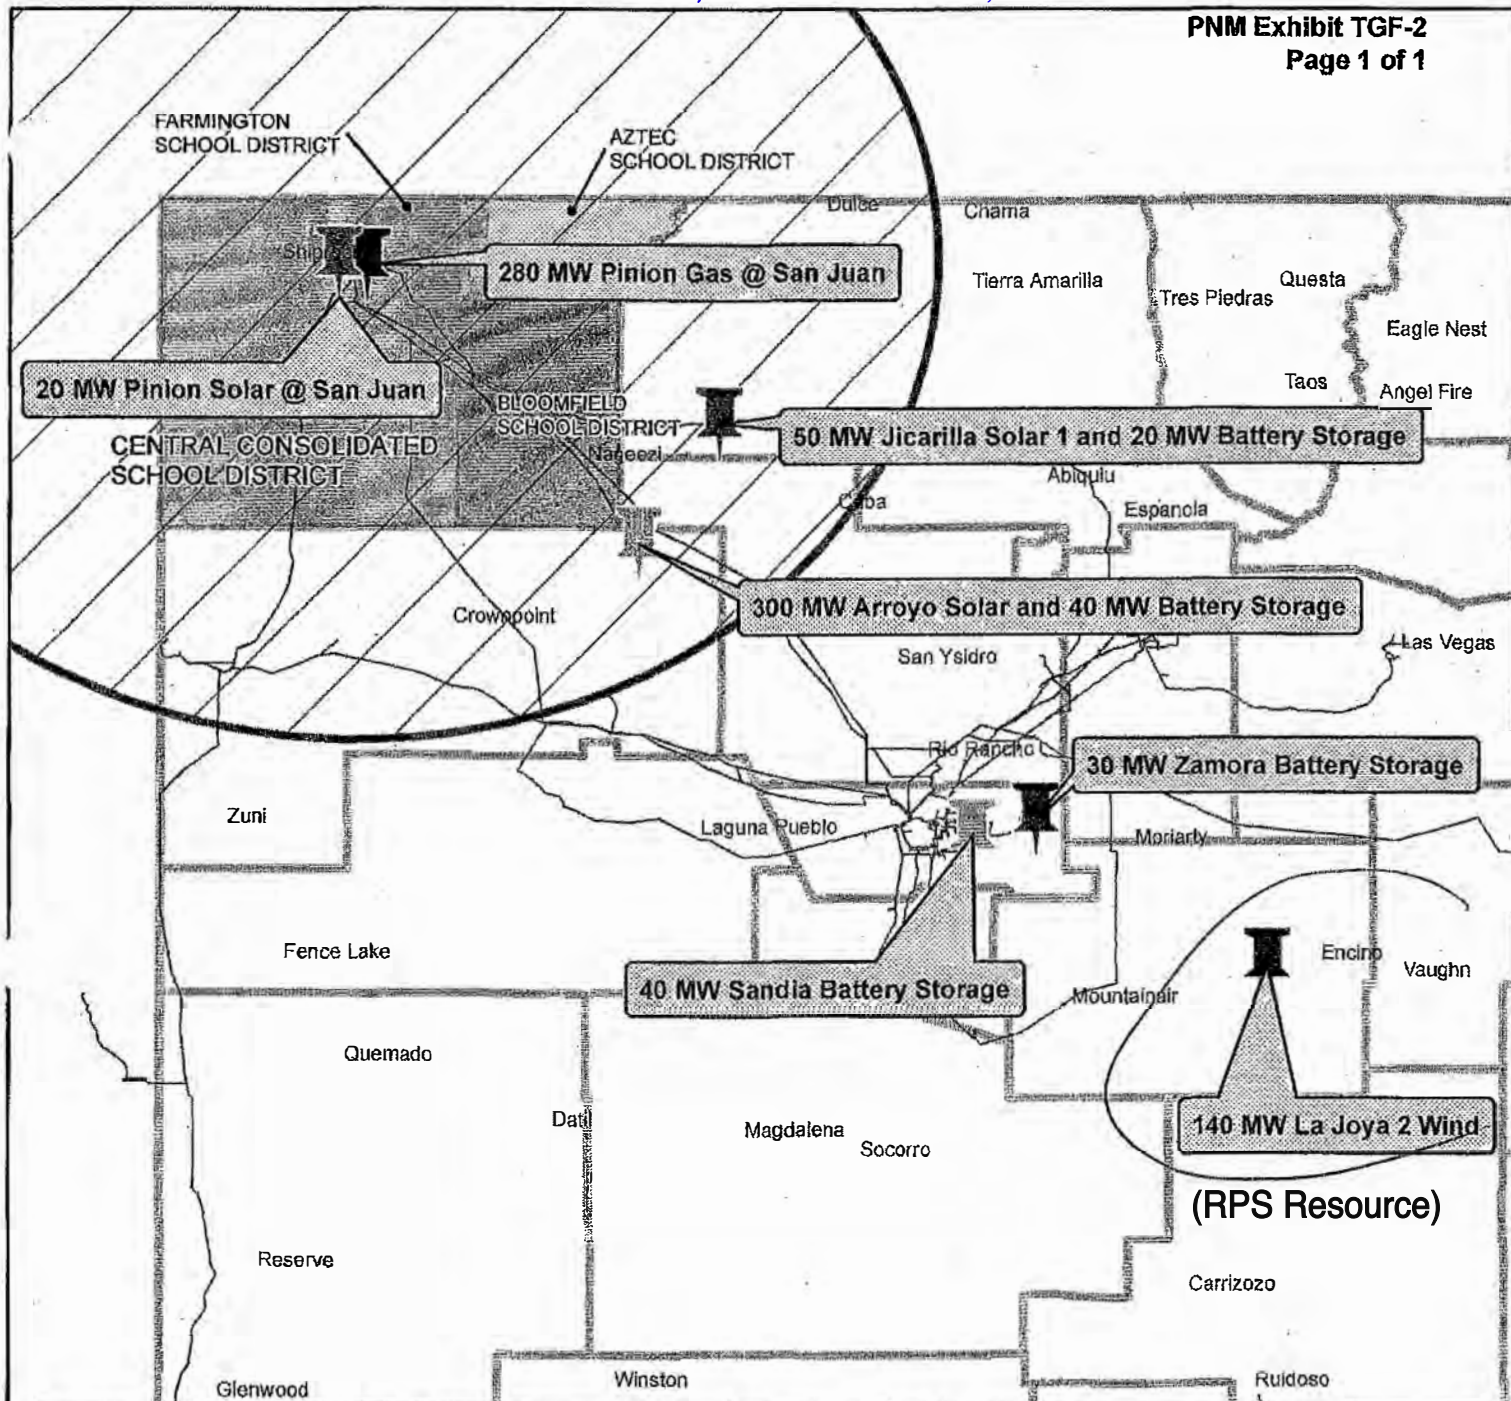 PNM Exhibit TGF-2
Page 1 of 1
FARMINGTON
SCHOOL DISTRICT
AZTEC
SCHOOL DISTRICT
Dulce
Chama
280 MW Pinion Gas @ San Juan
Tierra Amarilla
Tres Piedras
Questa
Eagle Nest
20 MW Pinion Solar @ San Juan
Taos
Angel Fire
BLOOMFIELD
SCHOOL DISTRICT
50 MW Jicarilla Solar 1 and 20 MW Battery Storage
CENTRAL CONSOLIDATED
SCHOOL DISTRICT
Nageezi
Abiquiu
Cuba
Espanola
Crownpoint
300 MW Arroyo Solar and 40 MW Battery Storage
San Ysidro
Las Vegas
Rio Rancho
30 MW Zamora Battery Storage
Zuni
Laguna Pueblo
Moriarty
Fence Lake
Encino
Vaughn
40 MW Sandia Battery Storage
Mountainair
Quemado
Datil
Magdalena
Socorro
140 MW La Joya 2 Wind
(RPS Resource)
Reserve
Carrizozo
Glenwood
Winston
Ruidoso